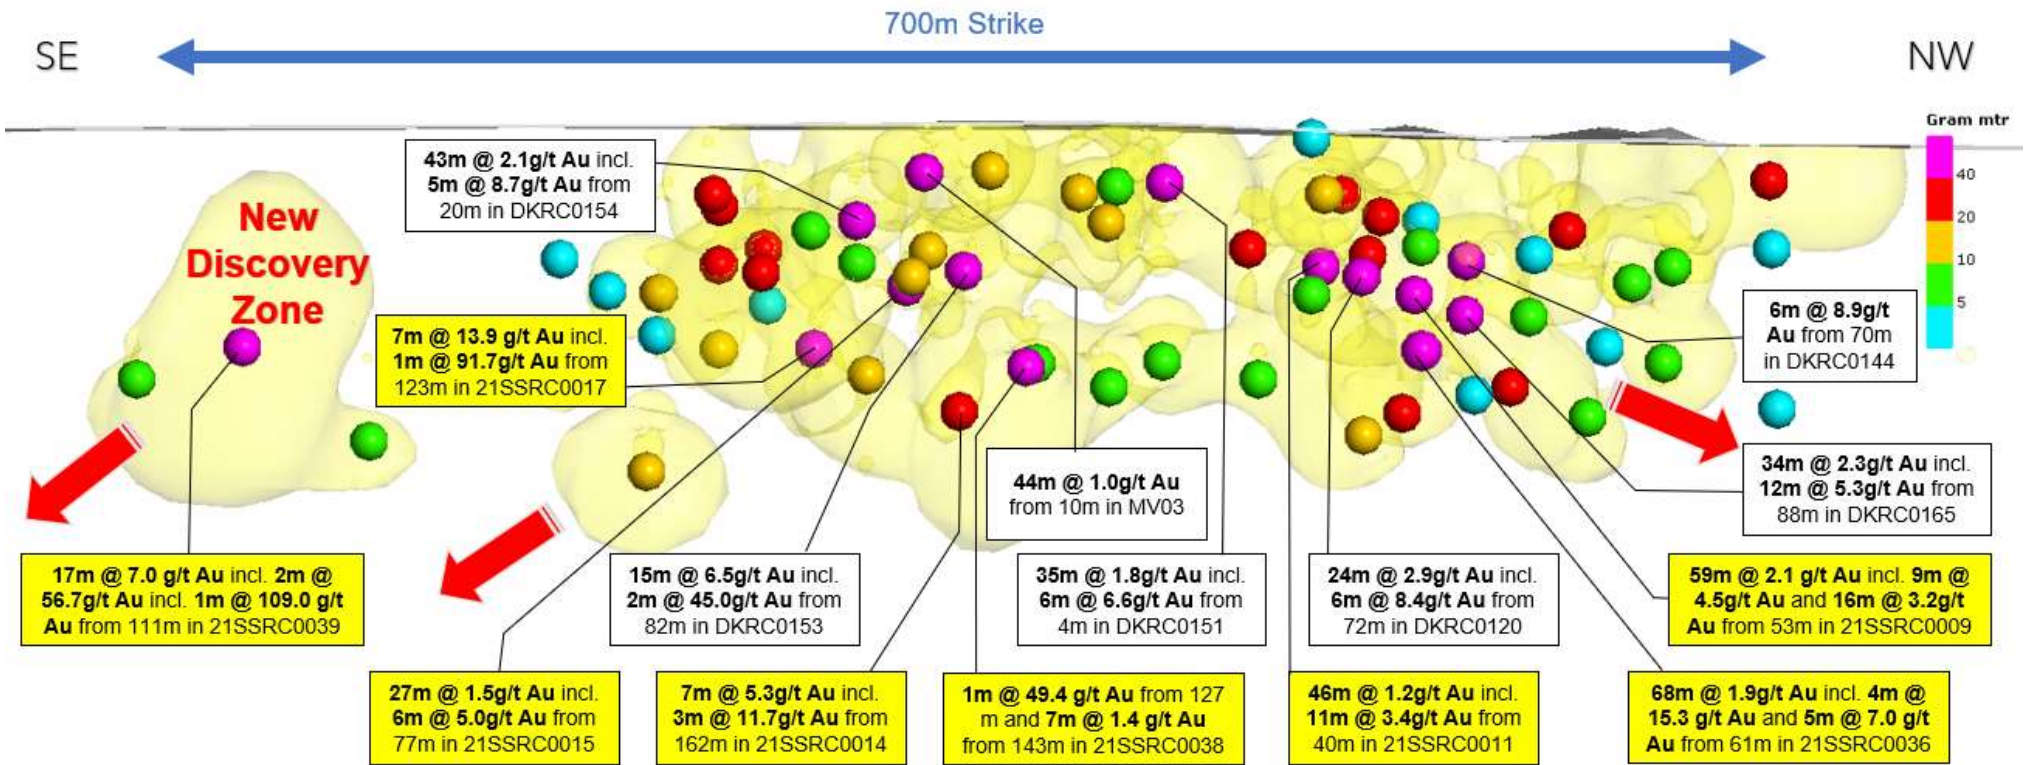 700m Strike
SE
NW
Gram mtr
40
20
10
5
New
Discovery
Zone
43m @ 2.1g/t Au incl.
5m @ 8.7g/t Au from
20m in DKRC0154
7m @ 13.9 g/t Au incl.
1m @ 91.7g/t Au from
123m in 21SSRC0017
6m @ 8.9g/t
Au from 70m
in DKRC0144
44m @ 1.0g/t Au
from 10m in MV03
34m @ 2.3g/t Au incl.
12m @ 5.3g/t Au from
88m in DKRC0165
17m @ 7.0 g/t Au incl. 2m @
56.7g/t Au incl. 1m @ 109.0 g/t
Au from 111m in 21SSRC0039
15m @ 6.5g/t Au incl.
2m @ 45.0g/t Au from
82m in DKRC0153
35m @ 1.8g/t Au incl.
6m @ 6.6g/t Au from
4m in DKRC0151
24m @ 2.9g/t Au incl.
6m @ 8.4g/t Au from
72m in DKRC0120
59m @ 2.1 g/t Au incl. 9m @
4.5g/t Au and 16m @ 3.2g/t
Au from 53m in 21SSRC0009
27m @ 1.5g/t Au incl.
6m @ 5.0g/t Au from
77m in 21SSRC0015
7m @ 5.3g/t Au incl.
3m @ 11.7g/t Au from
162m in 21SSRC0014
1m @ 49.4 g/t Au from 127
m and 7m @ 1.4 g/t Au
from 143m in 21SSRC0038
46m @ 1.2g/t Au incl.
11m @ 3.4g/t Au from
40m in 21SSRC0011
68m @ 1.9g/t Au incl. 4m @
15.3 g/t Au and 5m @ 7.0 g/t
Au from 61m in 21SSRC0036